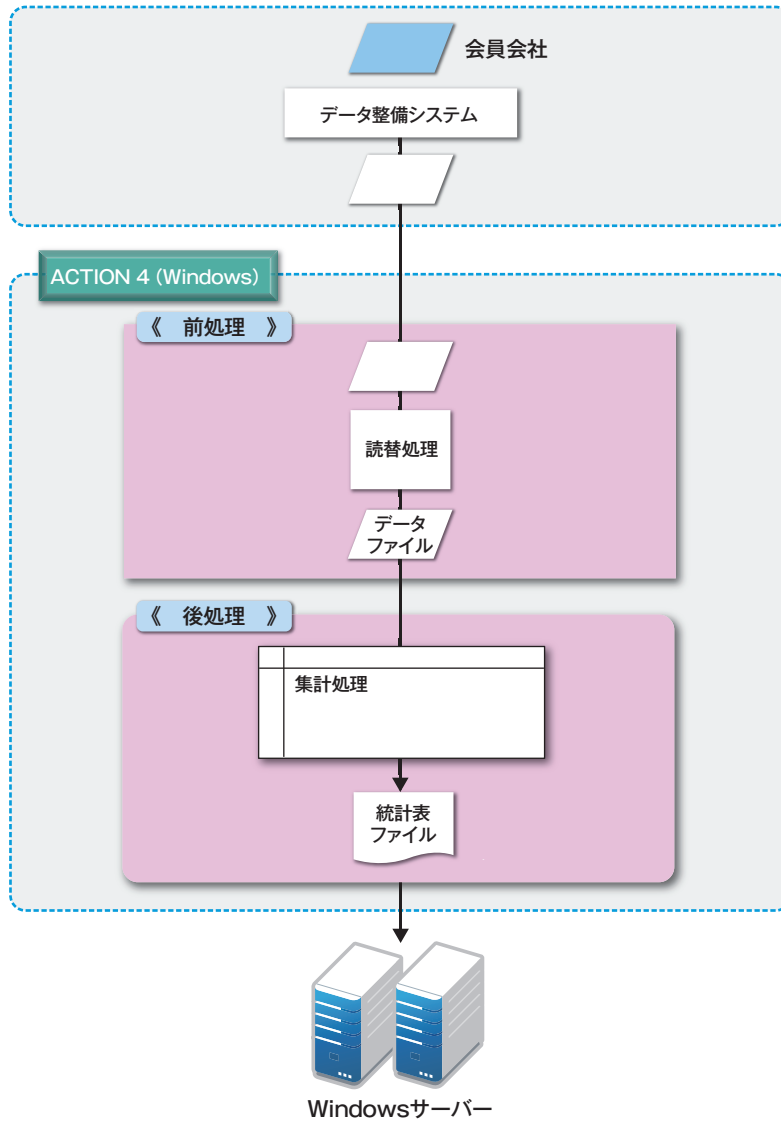 会員会社
データ整備システム
ACTION 4 (Windows)
《　前処理　》
読替処理
データ
ファイル
《　後処理　》
集計処理
統計表
ファイル
Windowsサーバー